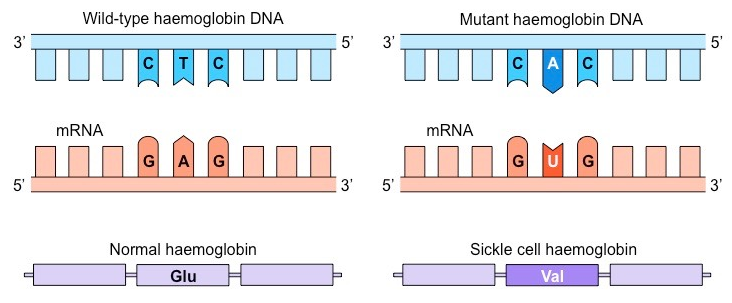 Wild-type haemoglobin DNA
3’ 5’
C T C
mRNA
G A G
5’ 3’
Normal haemoglobin
Glu
Mutant haemoglobin DNA
3’ 5’
C A C
mRNA
G U G
5’ 3’
Sickle cell haemoglobin
Val